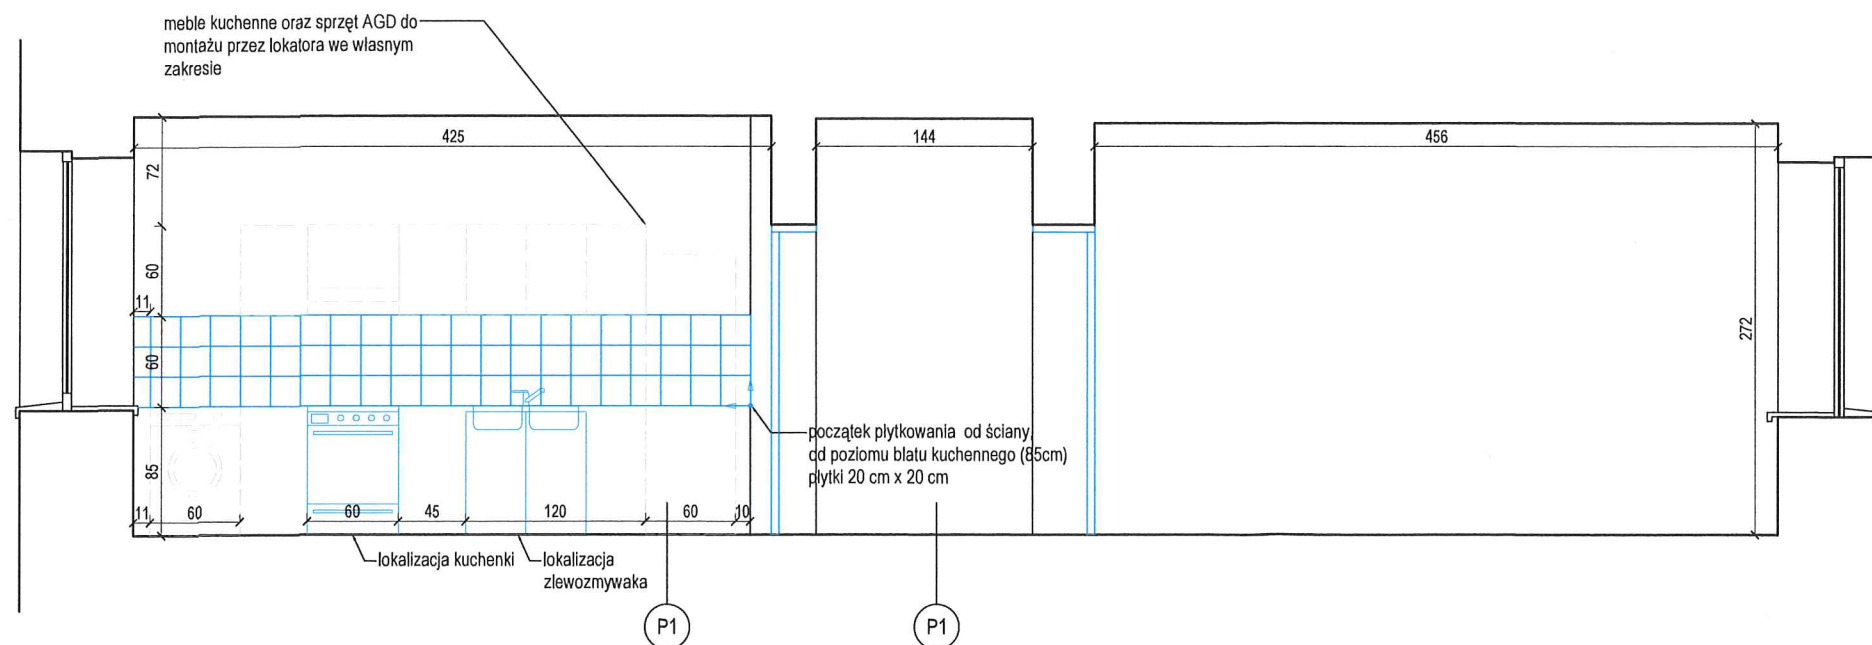 meble kuchenne oraz sprzęt AGD do
montażu przez lokatora we własnym
zakresie
425
144
456
72
60
11
60
272
85
początek płytkowania od ściany,
od poziomu blatu kuchennego (85cm)
płytki 20 cm x 20 cm
11
60
60
45
120
60
10
lokalizacja kuchenki
lokalizacja
zlewozmywaka
P1
P1